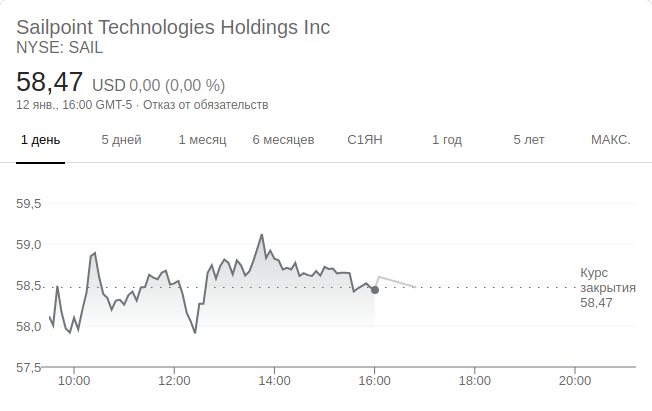 Sailpoint Technologies Holdings Inc
NYSE: SAIL
58,47 USD 0,00 (0,00 %)
12 янв., 16:00 GMT-5 · Отказ от обязательств
1 день 5 дней 1 месяц 6 месяцев С1ЯН 1 год 5 лет МАКС.
59,5
59,0
58,5
58,0
57,5
Курс
закрытия
58,47
10:00 12:00 14:00 16:00 18:00 20:00